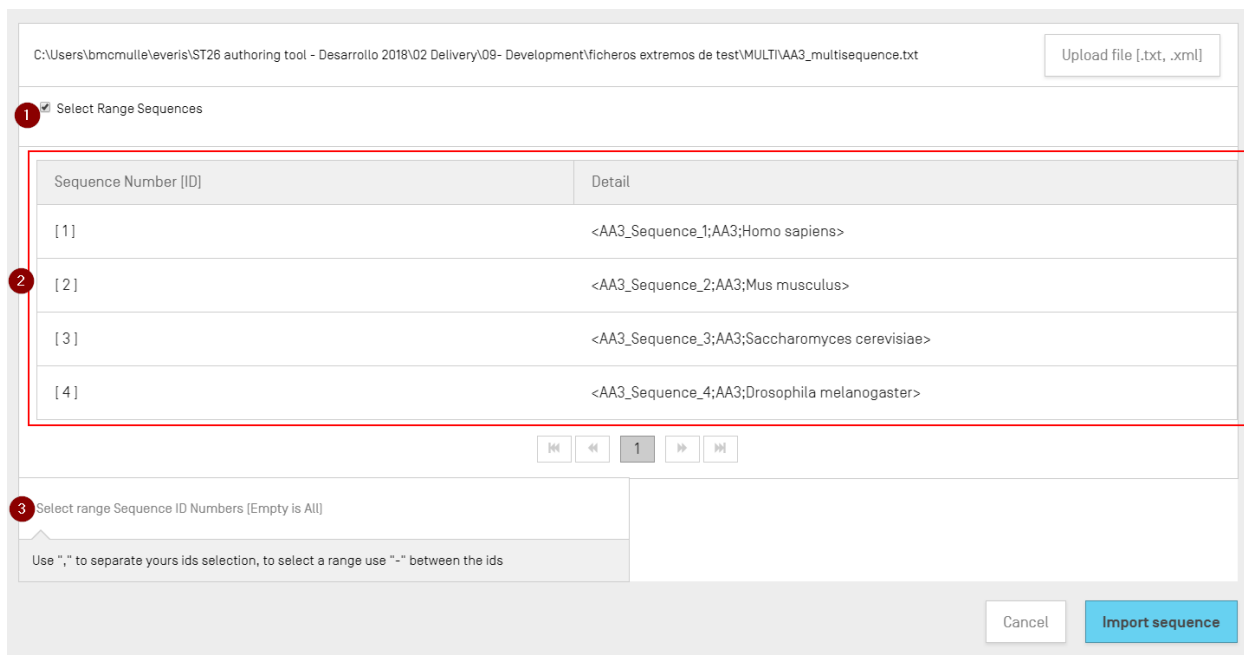 C:\Users\bmcmulle\everis\ST26 authoring tool - Desarrollo 2018\02 Delivery\09- Development\ficheros extremos de test\MULTI\AA3_multisequence.txt
Upload file [.txt, .xml]
1
Select Range Sequences
Sequence Number [ID]
Detail
[ 1 ]
<AA3_Sequence_1;AA3;Homo sapiens>
2
[ 2 ]
<AA3_Sequence_2;AA3;Mus musculus>
[ 3 ]
<AA3_Sequence_3;AA3;Saccharomyces cerevisiae>
[ 4 ]
<AA3_Sequence_4;AA3;Drosophila melanogaster>
1
3
Select range Sequence ID Numbers [Empty is All]
Use "," to separate yours ids selection, to select a range use "-" between the ids
Cancel
Import sequence